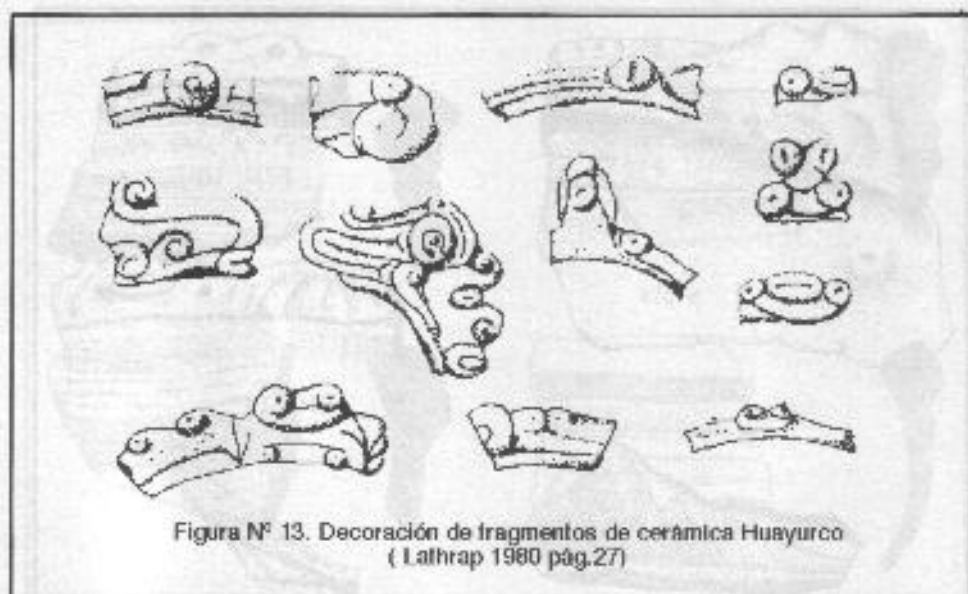 Figura Nº 13. Decoración de fragmentos de cerámica Huayurco
( Lathrap 1980 pág.27)